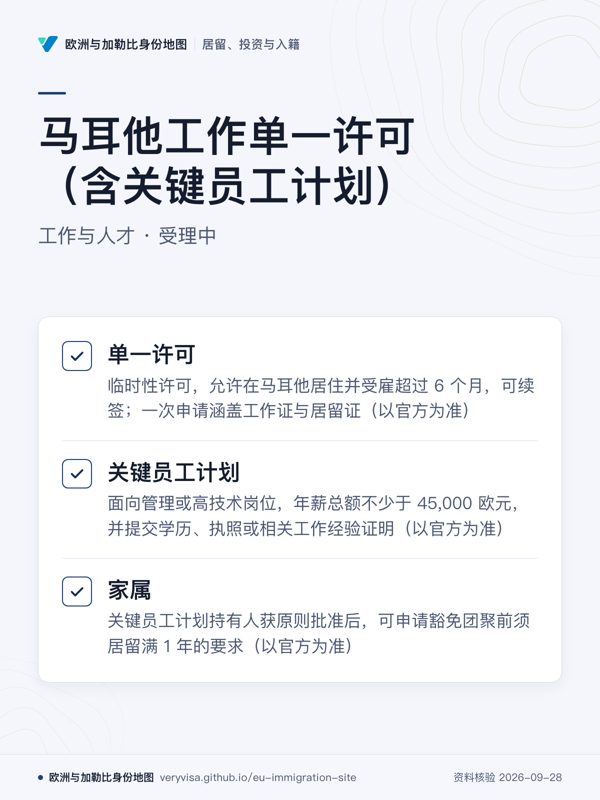 欧洲与加勒比身份地图 居留、投资与入籍
马耳他工作单一许可
（含关键员工计划）
工作与人才 · 受理中
单一许可
临时性许可，允许在马耳他居住并受雇超过 6 个月，可续
签；一次申请涵盖工作证与居留证（以官方为准）
关键员工计划
面向管理或高技术岗位，年薪总额不少于 45,000 欧元，
并提交学历、执照或相关工作经验证明（以官方为准）
家属
关键员工计划持有人获原则批准后，可申请豁免团聚前须
居留满 1 年的要求（以官方为准）
欧洲与加勒比身份地图 veryvisa.github.io/eu-immigration-site 资料核验 2026-09-28